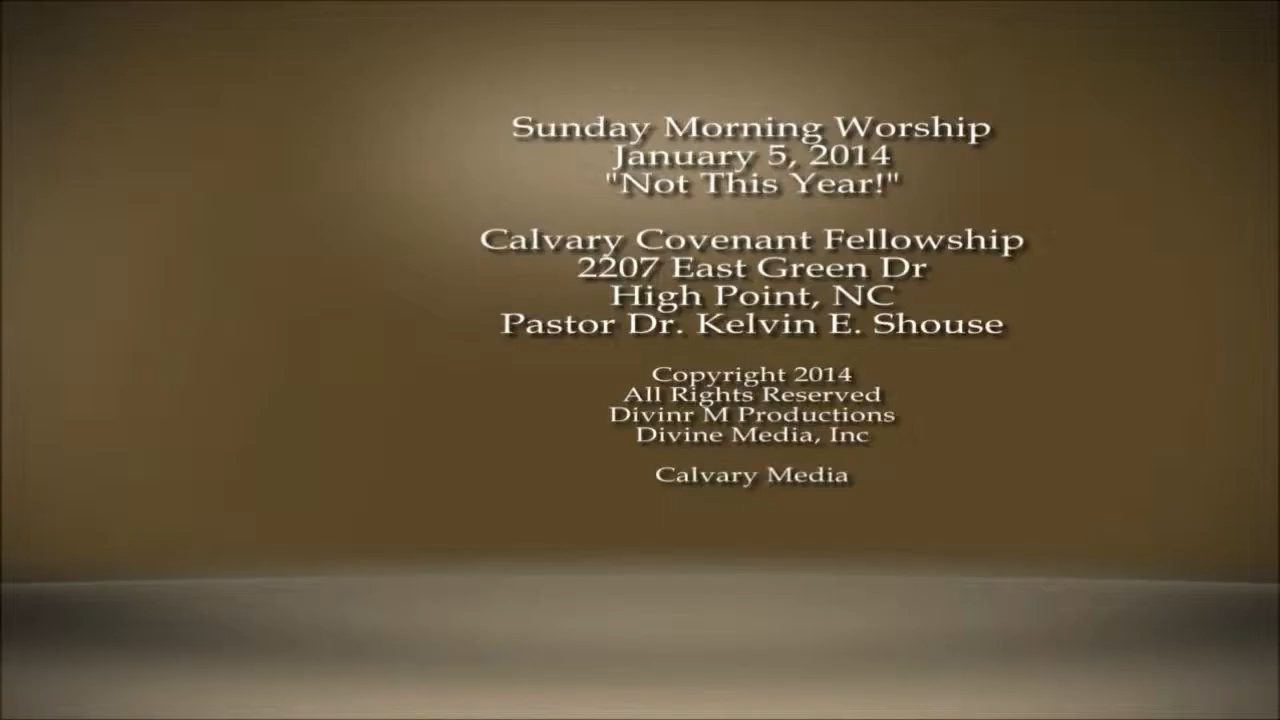 Sunday Morning Worship
January 5, 2014
"Not This Year!"
Calvary Covenant Fellowship
2207 East Green Dr
High Point, NC
Pastor Dr. Kelvin E. Shouse
Copyright 2014
All Rights Reserved
Divinr M Productions
Divine Media, Inc
Calvary Media